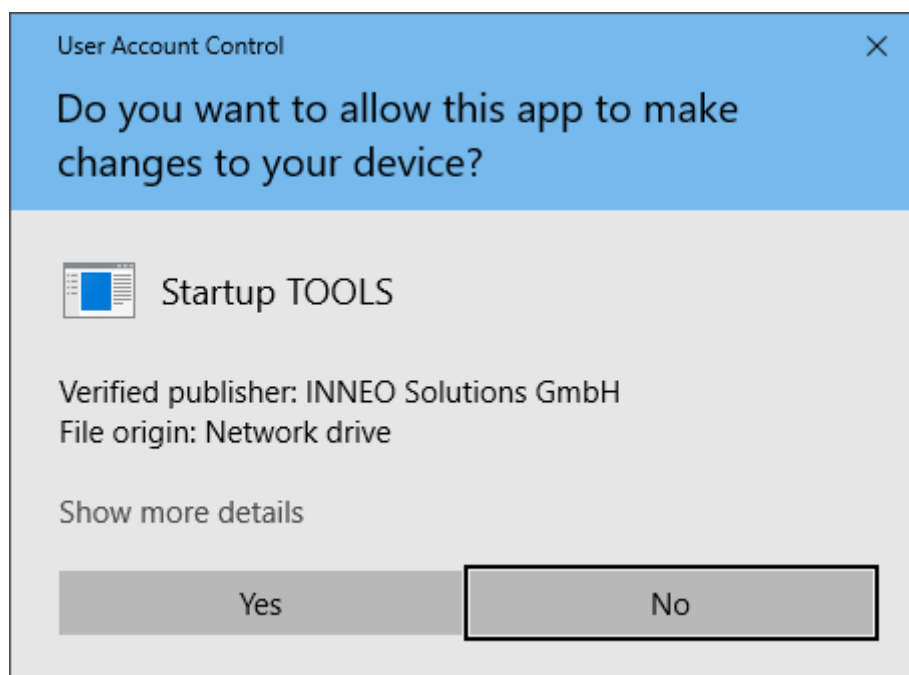 User Account Control
Do you want to allow this app to make
changes to your device?
Startup TOOLS
Verified publisher: INNEO Solutions GmbH
File origin: Network drive
Show more details
Yes
No